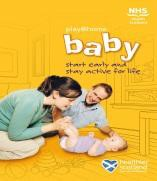 NHS
play@home
baby
start early and
stay active for life
healthier
scotland